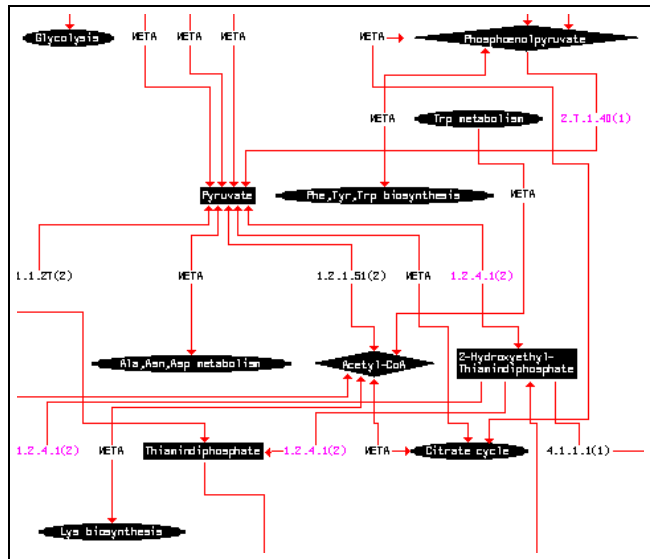 META META META META
Glycolysis Phosphoenolpyruvate
META Trp metabolism 2.7.1.40(1)
Pyruvate Phe,Tyr,Trp biosynthesis META
1.1.27(2) META 1.2.1.51(2) META 1.2.4.1(2)
Ala,Asn,Asp metabolism Acetyl-CoA 2-Hydroxyethyl-
Thiamindiphosphate
1.2.4.1(2) META Thiamindiphosphate 1.2.4.1(2) META Citrate cycle 4.1.1.1(1)
Lys biosynthesis